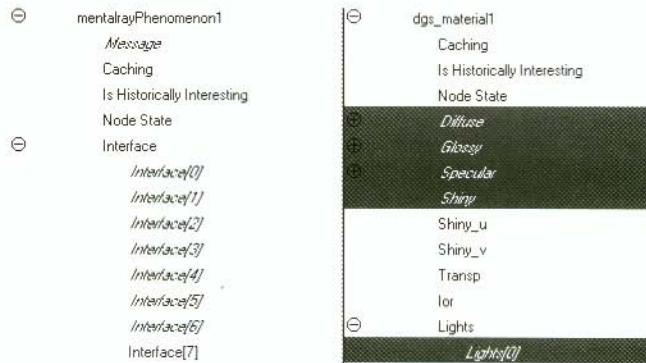 mentalrayPhenomenon1
Message
Caching
Is Historically Interesting
Node State
Interface
Interface[0]
Interface[1]
Interface[2]
Interface[3]
Interface[4]
Interface[5]
Interface[6]
Interface[7]
dgs_material1
Caching
Is Historically Interesting
Node State
Diffuse
Glossy
Specular
Shiny
Shiny_u
Shiny_v
Transp
Ior
Lights
Lights[0]